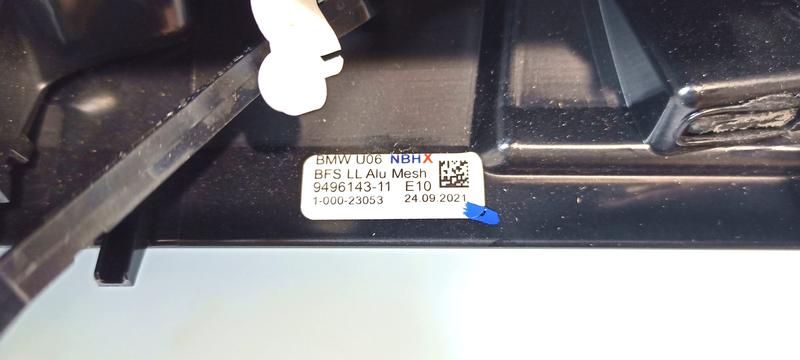 BMW U06 NBHX
BFS LL Alu Mesh
9496143-11 E10
1-000-23053 24.09.2021